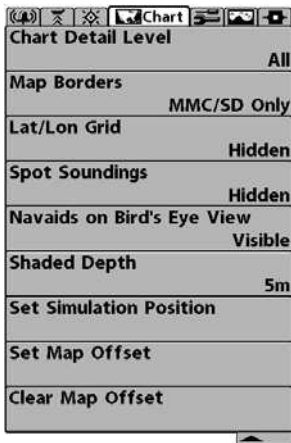 Chart
Chart Detail Level
All
Map Borders
MMC/SD Only
Lat/Lon Grid
Hidden
Spot Soundings
Hidden
Navaids on Bird's Eye View
Visible
Shaded Depth
5m
Set Simulation Position
Set Map Offset
Clear Map Offset